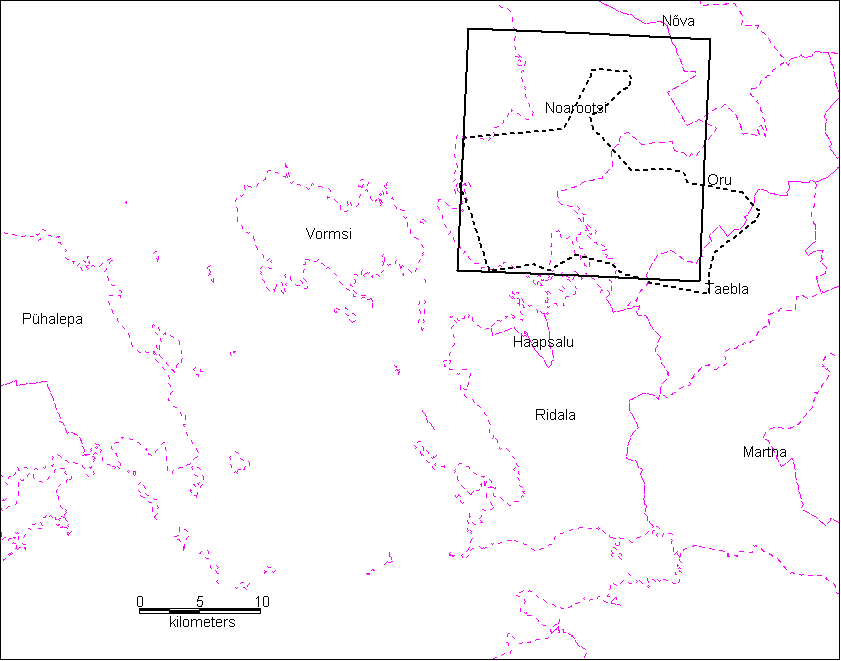 Nõva
Noarootsi
Oru
Vormsi
Taebla
Pühalepa
Haapsalu
Ridala
Martna
0 5 10
kilometers